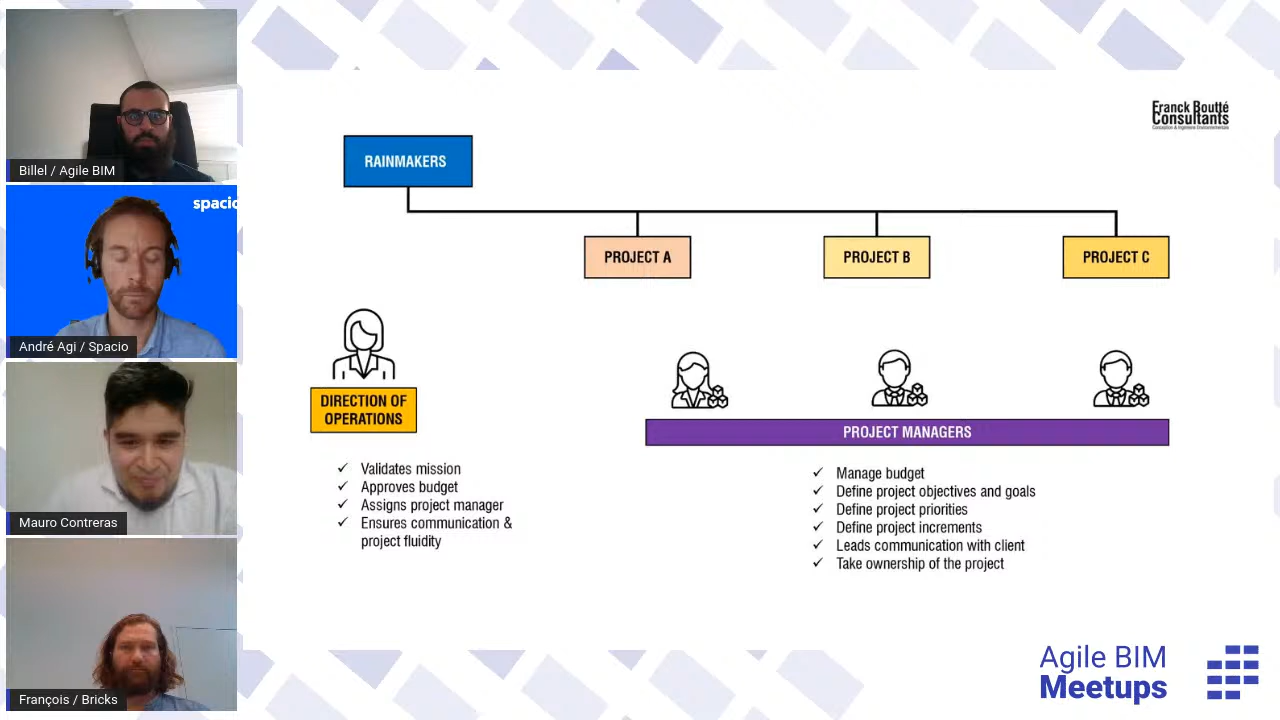 Billel / Agile BIM
spacio
André Agi / Spacio
Mauro Contreras
François / Bricks
Franck Boutté
Consultants
Conception & Ingénierie Environnementales
RAINMAKERS
PROJECT A
PROJECT B
PROJECT C
DIRECTION OF
OPERATIONS
✓ Validates mission
✓ Approves budget
✓ Assigns project manager
✓ Ensures communication &
project fluidity
PROJECT MANAGERS
✓ Manage budget
✓ Define project objectives and goals
✓ Define project priorities
✓ Define project increments
✓ Leads communication with client
✓ Take ownership of the project
Agile BIM
Meetups